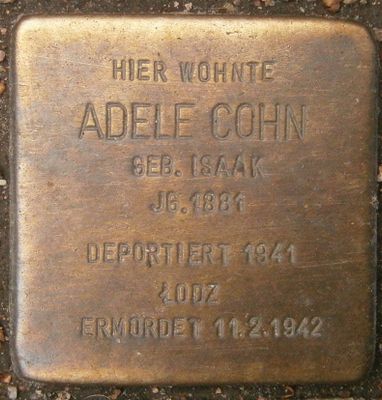 HIER WOHNTE
ADELE COHN
GEB. ISAAK
JG. 1881
DEPORTIERT 1941
ŁODZ
ERMORDET 11.2.1942